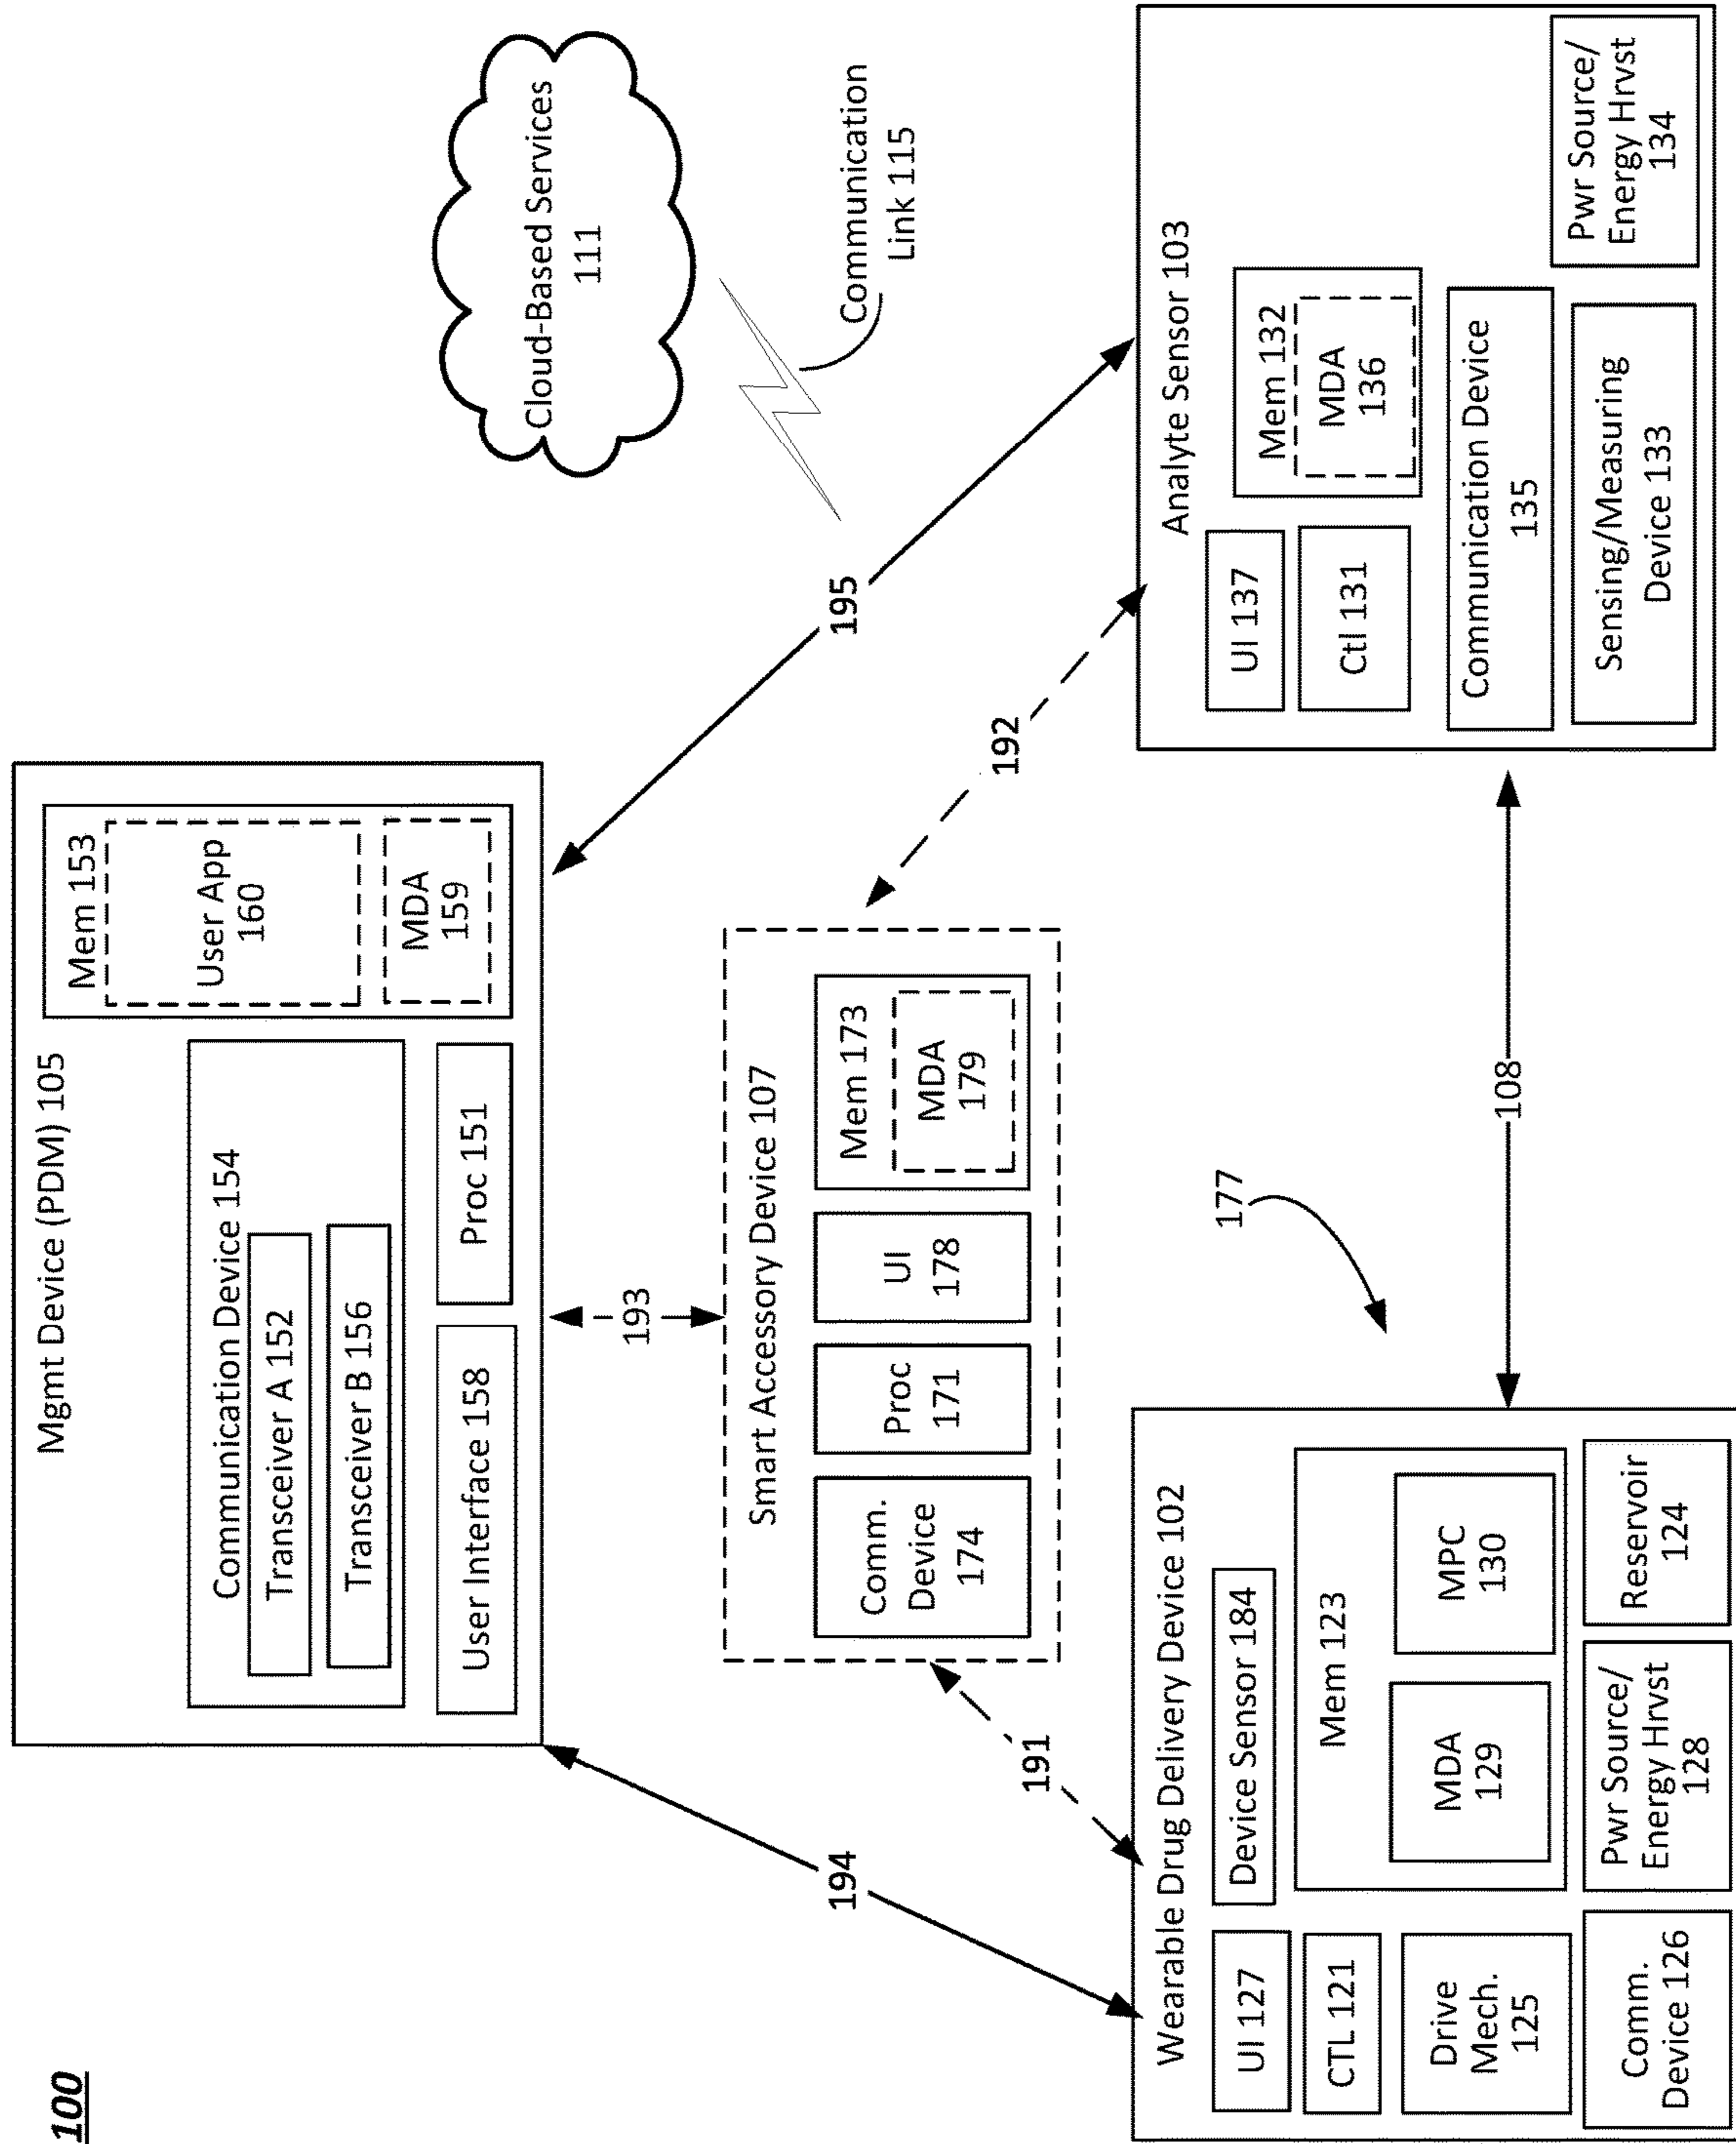 100
Mgmt Device (PDM) 105
Communication Device 154
Transceiver A 152
Transceiver B 156
User Interface 158
Proc 151
Mem 153
User App
160
MDA
159
Cloud-Based Services
111
Communication
Link 115
194
193
195
Smart Accessory Device 107
Comm.
Device
174
Proc
171
UI
178
Mem 173
MDA
179
191
192
177
108
Wearable Drug Delivery Device 102
UI 127
Device Sensor 184
CTL 121
Mem 123
MDA
129
MPC
130
Drive
Mech.
125
Comm.
Device 126
Pwr Source/
Energy Hrvst
128
Reservoir
124
Analyte Sensor 103
UI 137
Ctl 131
Mem 132
MDA
136
Communication Device
135
Sensing/Measuring
Device 133
Pwr Source/
Energy Hrvst
134